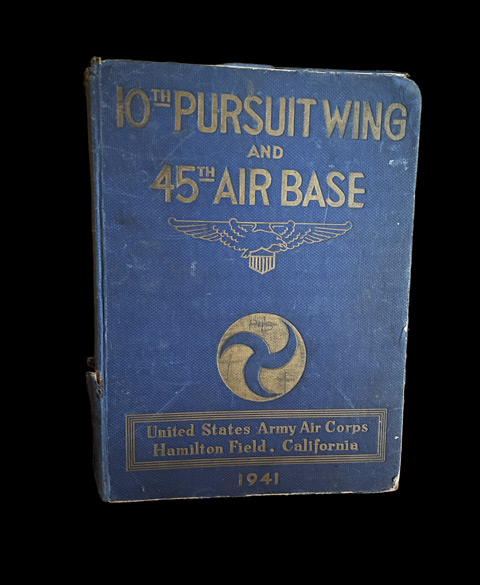 10TH PURSUIT WING
AND
45TH AIR BASE
United States Army Air Corps
Hamilton Field, California
1941